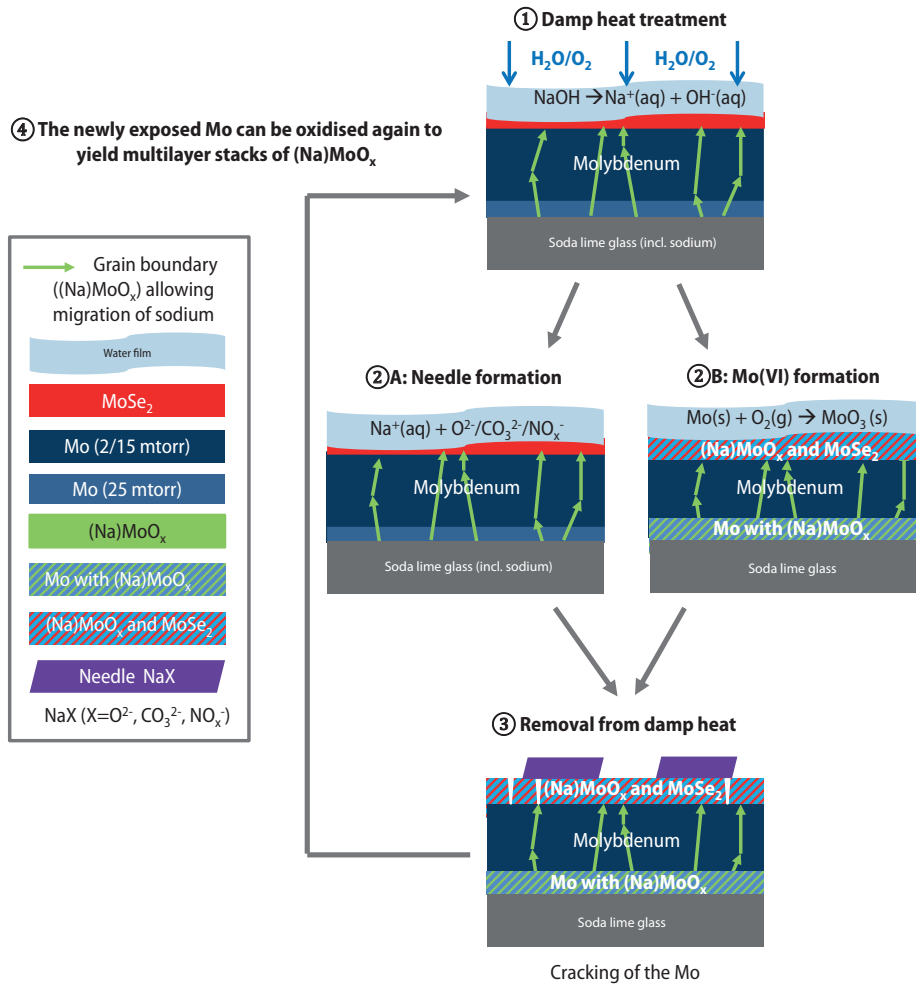 ① Damp heat treatment
H₂O/O₂ H₂O/O₂
NaOH → Na⁺(aq) + OH⁻(aq)
Molybdenum
Soda lime glass (incl. sodium)
④ The newly exposed Mo can be oxidised again to
yield multilayer stacks of (Na)MoOₓ
Grain boundary
((Na)MoOₓ) allowing
migration of sodium
Water film
MoSe₂
Mo (2/15 mtorr)
Mo (25 mtorr)
(Na)MoOₓ
Mo with (Na)MoOₓ
(Na)MoOₓ and MoSe₂
Needle NaX
NaX (X=O²⁻, CO₃²⁻, NOₓ⁻)
②A: Needle formation
Na⁺(aq) + O²⁻/CO₃²⁻/NOₓ⁻
Molybdenum
Soda lime glass (incl. sodium)
②B: Mo(VI) formation
Mo(s) + O₂(g) → MoO₃(s)
(Na)MoOₓ and MoSe₂
Molybdenum
Mo with (Na)MoOₓ
Soda lime glass
③ Removal from damp heat
(Na)MoOₓ and MoSe₂
Molybdenum
Mo with (Na)MoOₓ
Soda lime glass
Cracking of the Mo